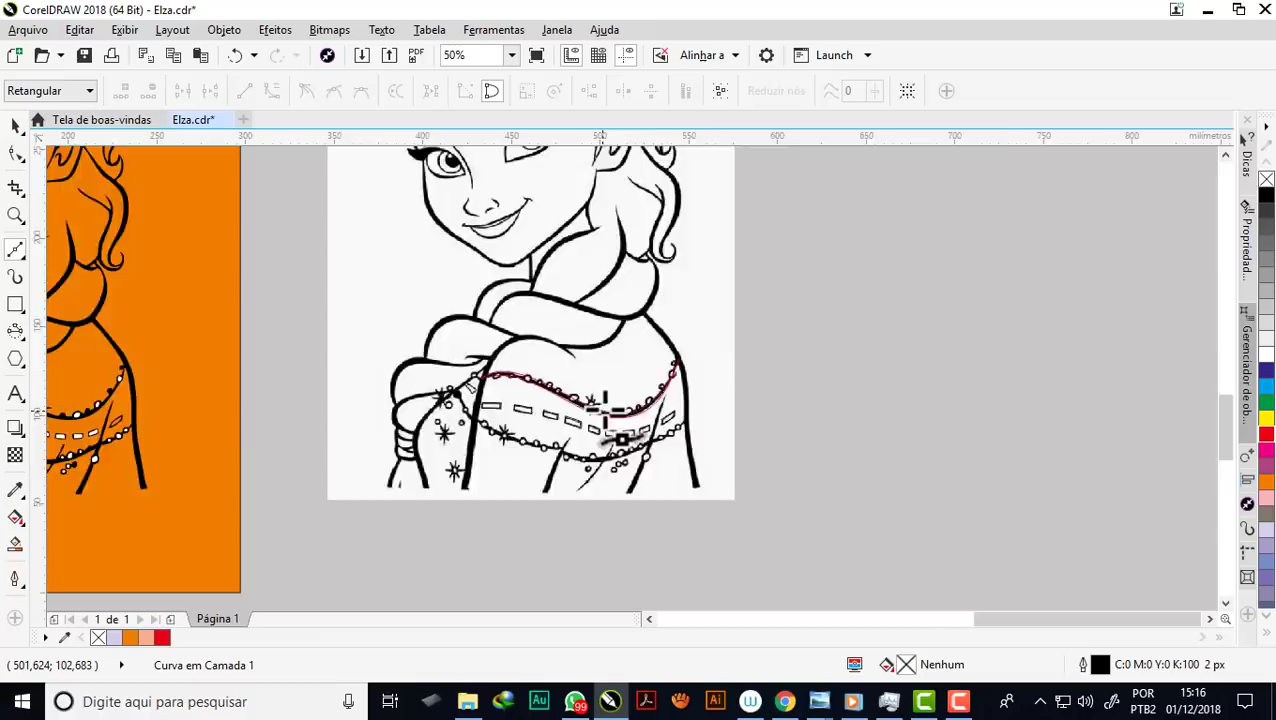 CorelDRAW 2018 (64 Bit) - Elza.cdr*
Arquivo Editar Exibir Layout Objeto Efeitos Bitmaps Texto Tabela Ferramentas Janela Ajuda
PDF 50% Alinhar a Launch
Retangular Reduzir nós 0
Tela de boas-vindas Elza.cdr*
200 250 300 350 400 450 500 550 600 650 700 750 800 milímetros
Dicas
Propriedad...
Gerenciador de ob...
1 de 1 Página 1
( 501,624; 102,683 ) Curva em Camada 1 Nenhum C:0 M:0 Y:0 K:100 2 px
Digite aqui para pesquisar Au 99 Ai W POR 15:16
PTB2 01/12/2018